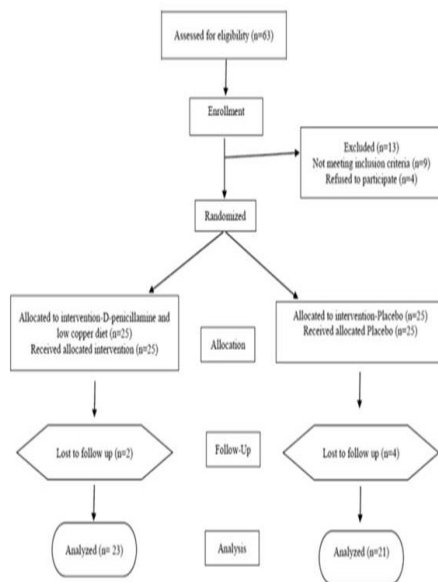 Assessed for eligibility (n=63)
Enrollment
Excluded (n=13)
Not meeting inclusion criteria (n=9)
Refused to participate (n=4)
Randomized
Allocated to intervention-D-penicillamine and
low copper diet (n=25)
Received allocated intervention (n=25)
Allocation
Allocated to intervention-Placebo (n=25)
Received allocated Placebo (n=25)
Lost to follow up (n=2)
Follow-Up
Lost to follow up (n=4)
Analyzed (n= 23)
Analysis
Analyzed (n=21)